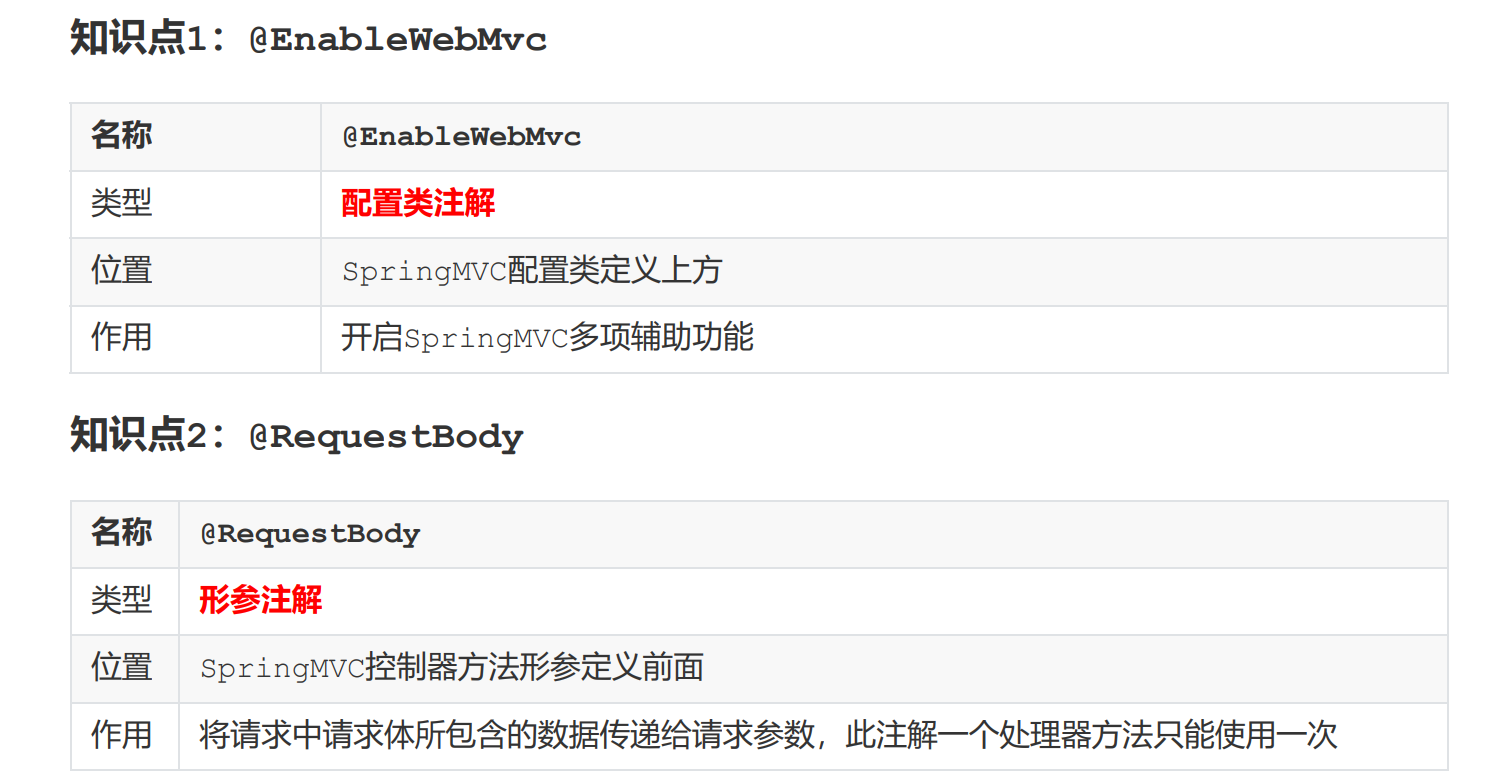 知识点1：@EnableWebMvc
名称 @EnableWebMvc
类型 配置类注解
位置 SpringMVC配置类定义上方
作用 开启SpringMVC多项辅助功能
知识点2：@RequestBody
名称 @RequestBody
类型 形参注解
位置 SpringMVC控制器方法形参定义前面
作用 将请求中请求体所包含的数据传递给请求参数，此注解一个处理器方法只能使用一次